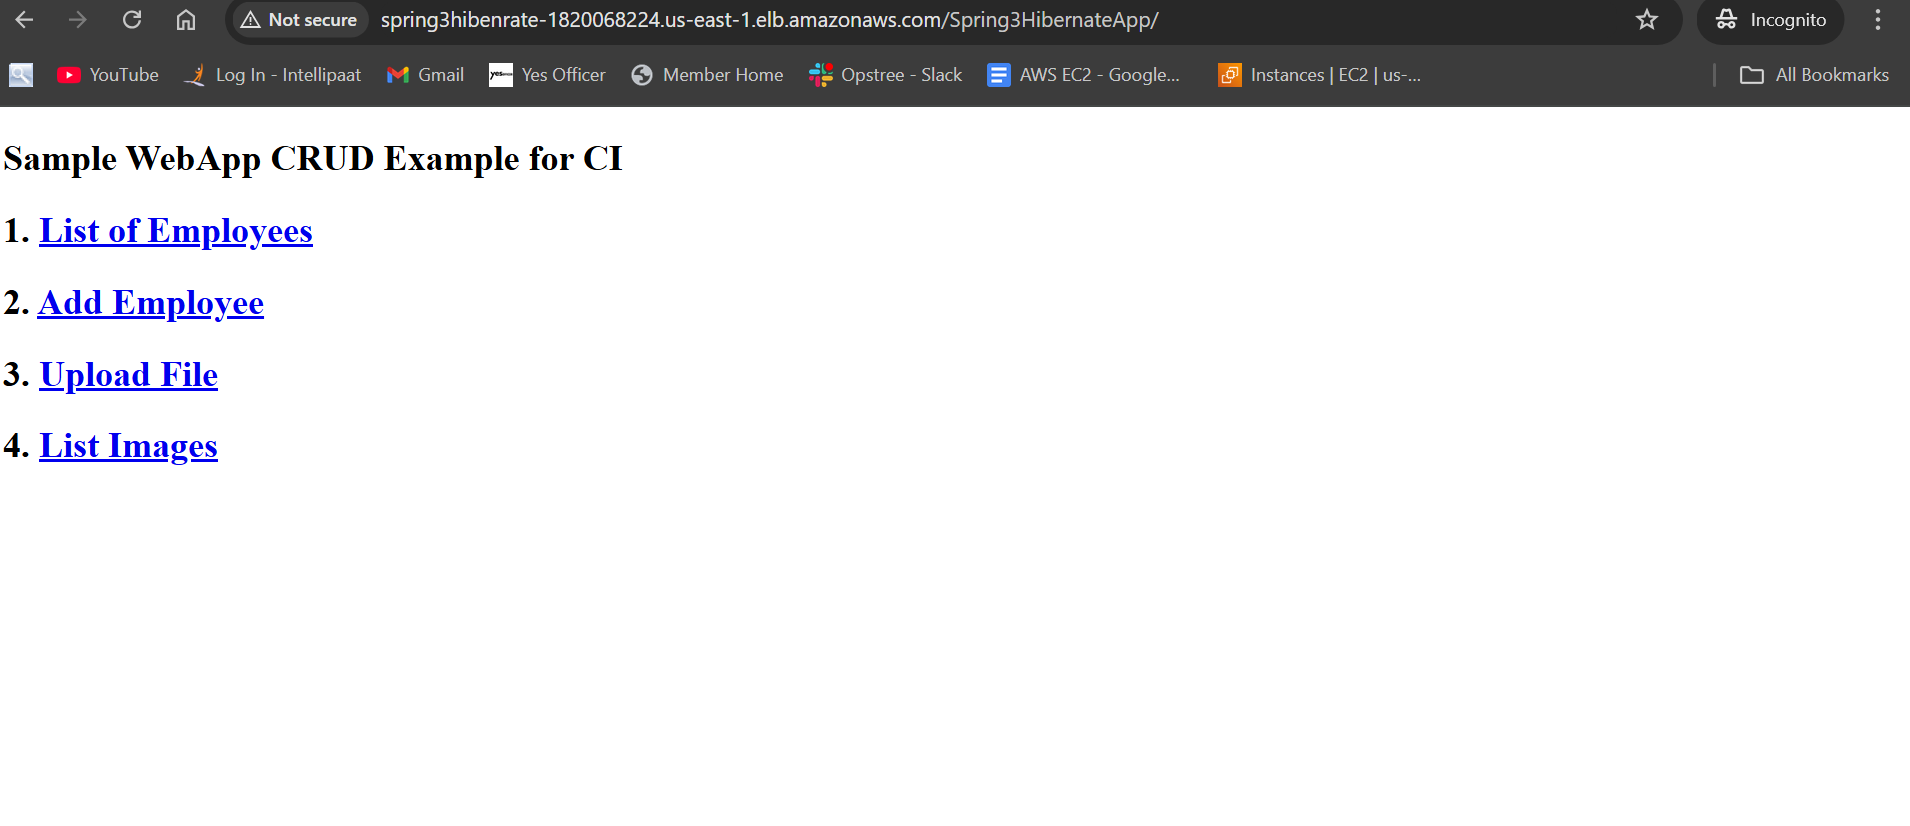 Not secure spring3hibenrate-1820068224.us-east-1.elb.amazonaws.com/Spring3HibernateApp/ Incognito
YouTube Log In - Intellipaat Gmail yes Yes Officer Member Home Opstree - Slack AWS EC2 - Google... Instances | EC2 | us-... All Bookmarks
Sample WebApp CRUD Example for CI
1. List of Employees
2. Add Employee
3. Upload File
4. List Images